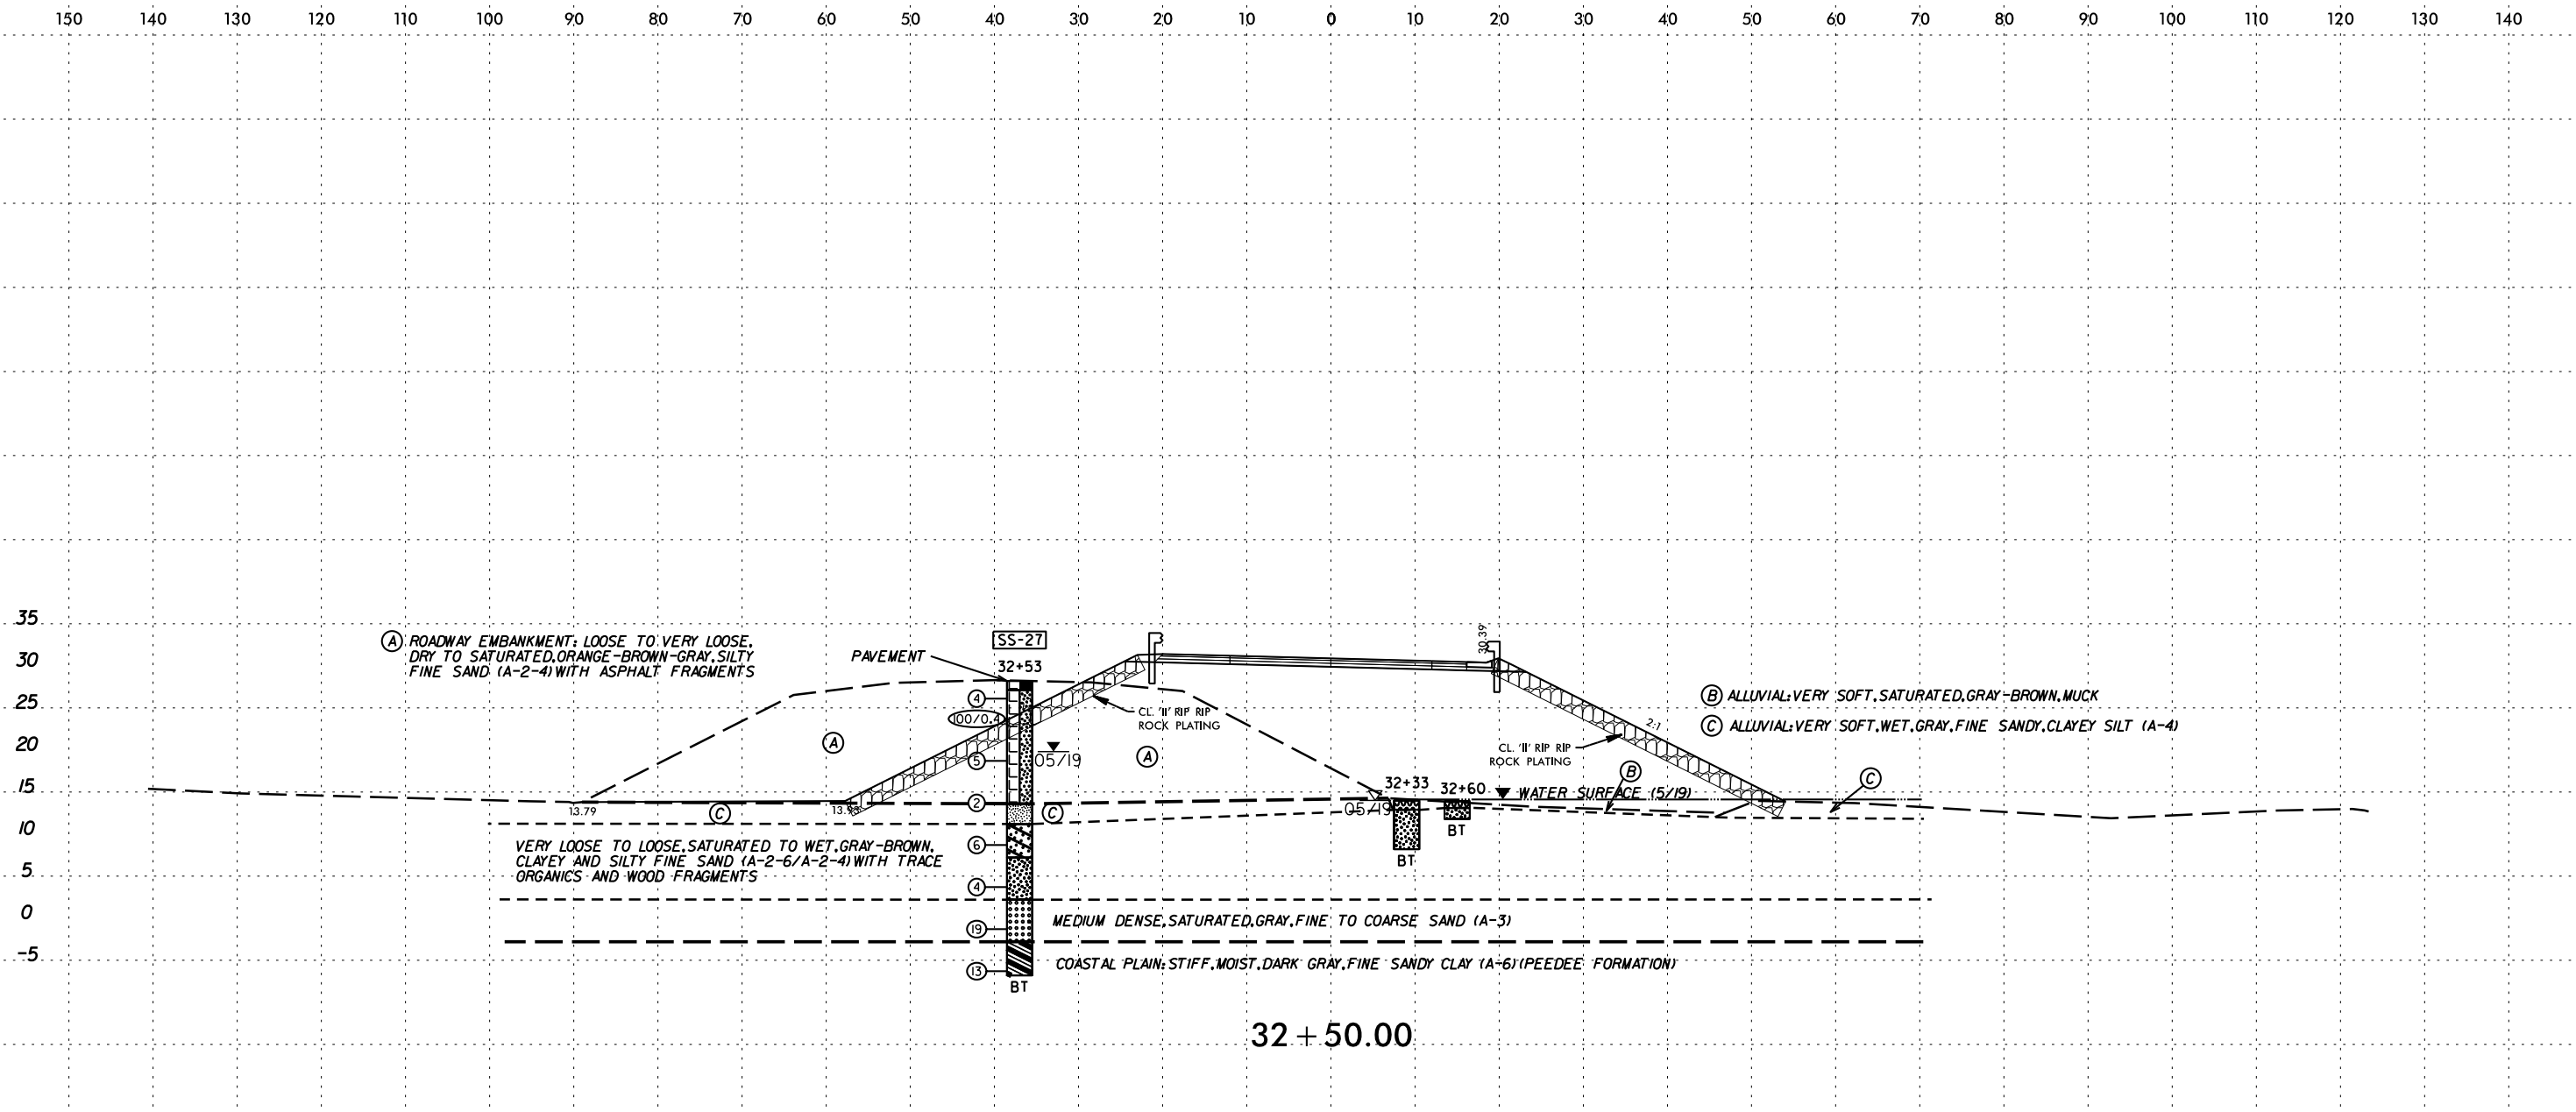 150 140 130 120 110 100 90 80 70 60 50 40 30 20 10 0 10 20 30 40 50 60 70 80 90 100 110 120 130 140
35
30
25
20
15
10
5
0
-5
Ⓐ ROADWAY EMBANKMENT: LOOSE TO VERY LOOSE,
DRY TO SATURATED, ORANGE-BROWN-GRAY, SILTY
FINE SAND (A-2-4) WITH ASPHALT FRAGMENTS
PAVEMENT
SS-27
32+53
4
100/0.4
5
2
6
4
19
13
BT
05/19
A
A
CL. 'II' RIP RIP
ROCK PLATING
30.39
2:1
CL. 'II' RIP RIP
ROCK PLATING
Ⓑ ALLUVIAL: VERY SOFT, SATURATED, GRAY-BROWN, MUCK
Ⓒ ALLUVIAL: VERY SOFT, WET, GRAY, FINE SANDY, CLAYEY SILT (A-4)
B
C
32+33
32+60
WATER SURFACE (5/19)
05/19
BT
BT
13.79
C
13.93
C
VERY LOOSE TO LOOSE, SATURATED TO WET, GRAY-BROWN,
CLAYEY AND SILTY FINE SAND (A-2-6/A-2-4) WITH TRACE
ORGANICS AND WOOD FRAGMENTS
MEDIUM DENSE, SATURATED, GRAY, FINE TO COARSE SAND (A-3)
COASTAL PLAIN: STIFF, MOIST, DARK GRAY, FINE SANDY CLAY (A-6) (PEEDEE FORMATION)
32+50.00